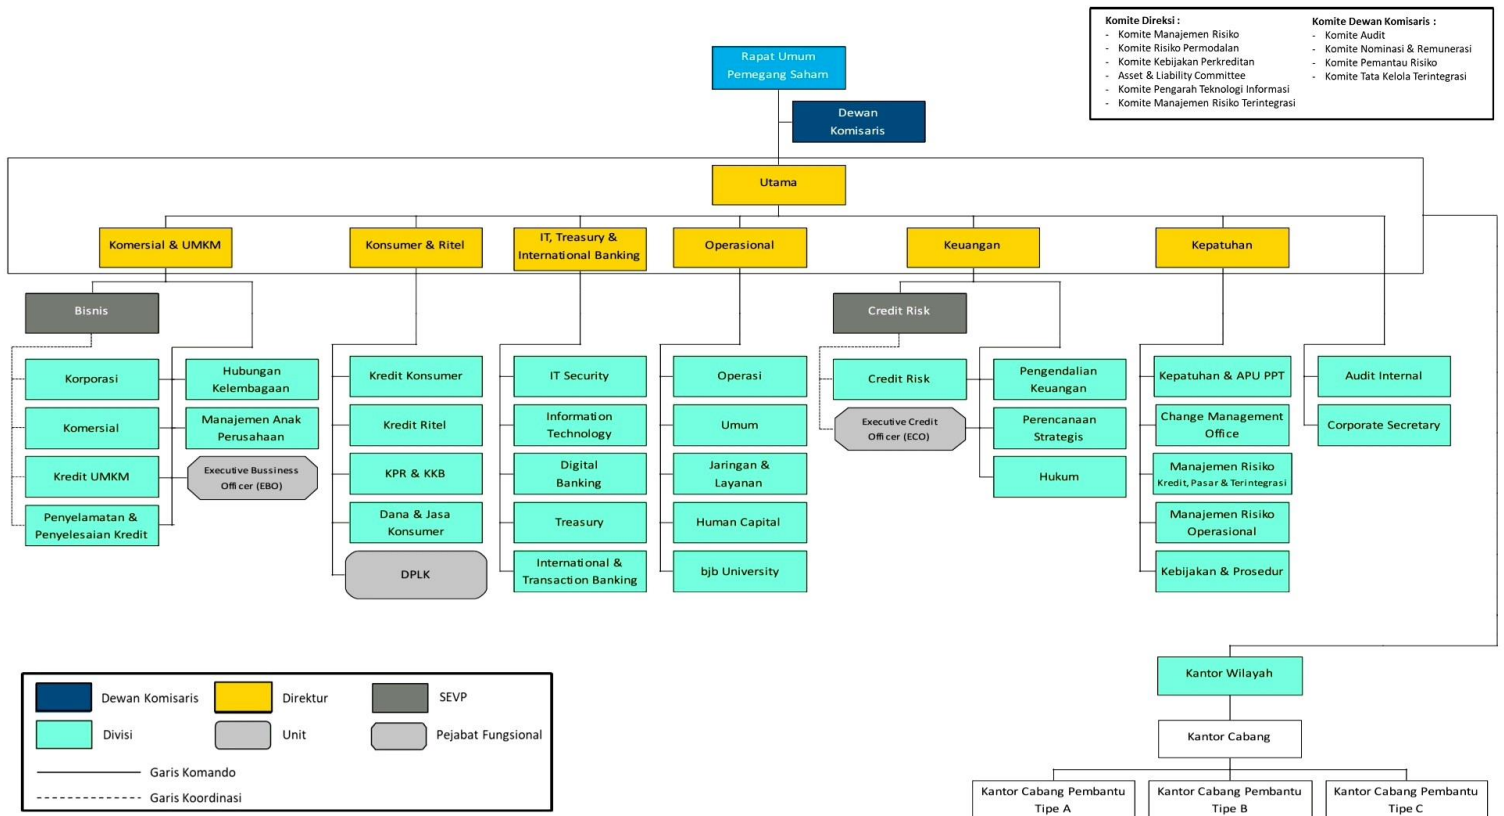 Komite Direksi :
- Komite Manajemen Risiko
- Komite Risiko Permodalan
- Komite Kebijakan Perkreditan
- Asset & Liability Committee
- Komite Pengarah Teknologi Informasi
- Komite Manajemen Risiko Terintegrasi
Komite Dewan Komisaris :
- Komite Audit
- Komite Nominasi & Remunerasi
- Komite Pemantau Risiko
- Komite Tata Kelola Terintegrasi
Rapat Umum
Pemegang Saham
Dewan
Komisaris
Utama
Komersial & UMKM
Konsumer & Ritel
IT, Treasury &
International Banking
Operasional
Keuangan
Kepatuhan
Bisnis
Credit Risk
Korporasi
Komersial
Kredit UMKM
Penyelamatan &
Penyelesaian Kredit
Hubungan
Kelembagaan
Manajemen Anak
Perusahaan
Executive Bussiness
Officer (EBO)
Kredit Konsumer
Kredit Ritel
KPR & KKB
Dana & Jasa
Konsumer
DPLK
IT Security
Information
Technology
Digital
Banking
Treasury
International &
Transaction Banking
Operasi
Umum
Jaringan &
Layanan
Human Capital
bjb University
Credit Risk
Executive Credit
Officer (ECO)
Pengendalian
Keuangan
Perencanaan
Strategis
Hukum
Kepatuhan & APU PPT
Change Management
Office
Manajemen Risiko
Kredit, Pasar & Terintegrasi
Manajemen Risiko
Operasional
Kebijakan & Prosedur
Audit Internal
Corporate Secretary
Kantor Wilayah
Kantor Cabang
Kantor Cabang Pembantu
Tipe A
Kantor Cabang Pembantu
Tipe B
Kantor Cabang Pembantu
Tipe C
Dewan Komisaris
Direktur
SEVP
Divisi
Unit
Pejabat Fungsional
Garis Komando
Garis Koordinasi